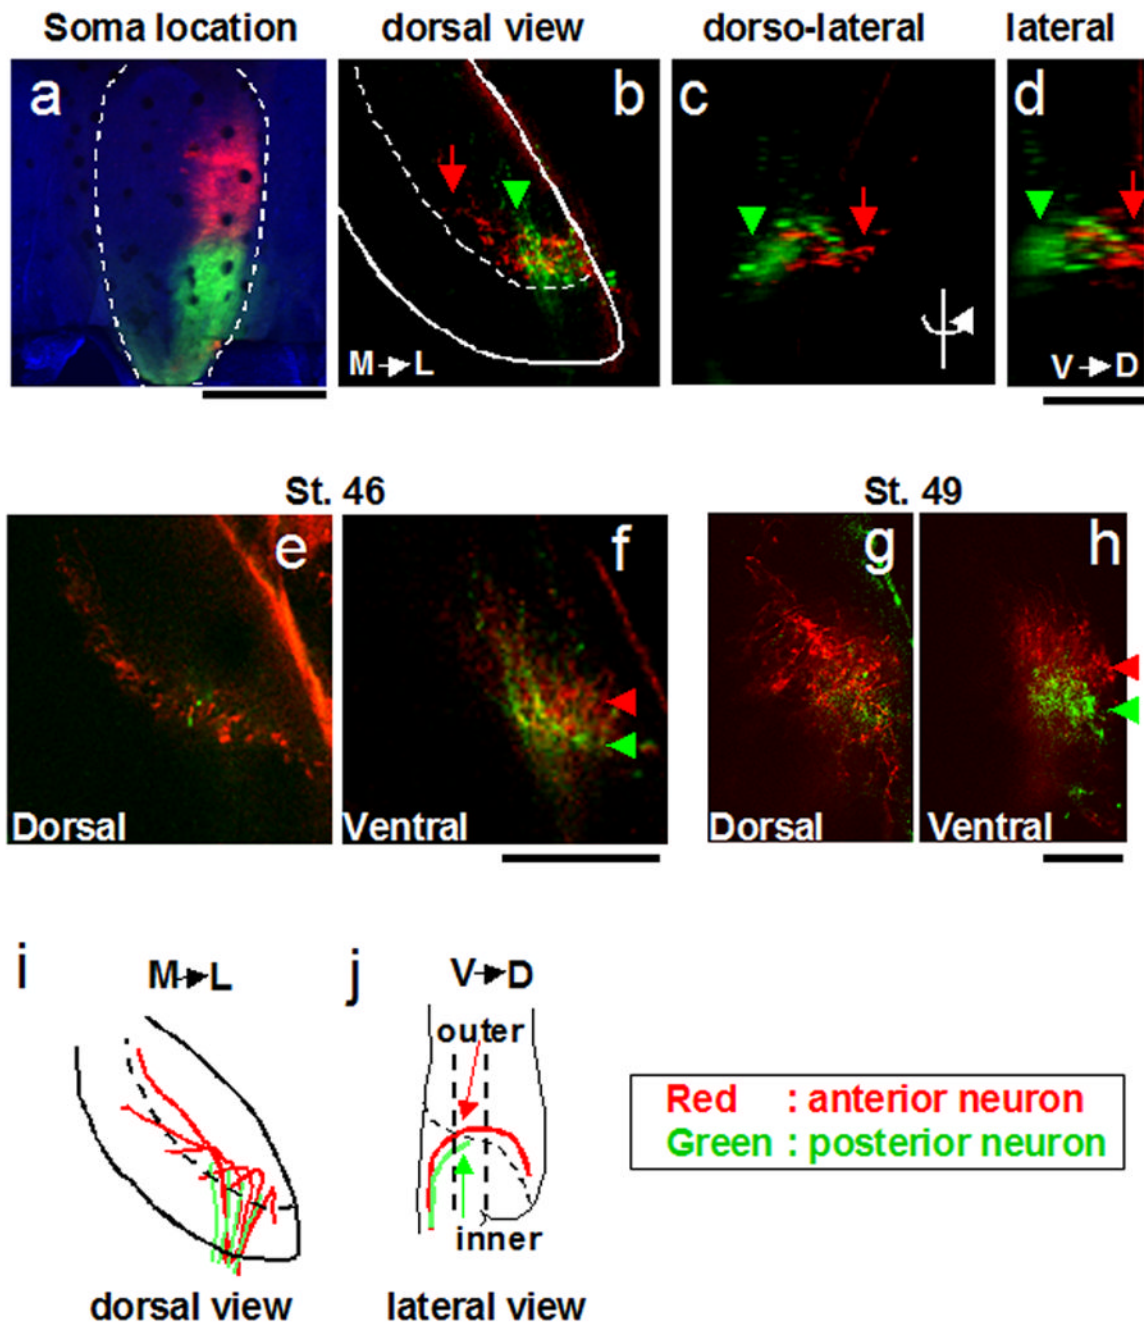 Soma location dorsal view dorso-lateral lateral
a b c d
M L V D
St. 46 St. 49
e f g h
Dorsal Ventral Dorsal Ventral
i M L j V D
outer
inner
dorsal view lateral view
Red : anterior neuron
Green : posterior neuron